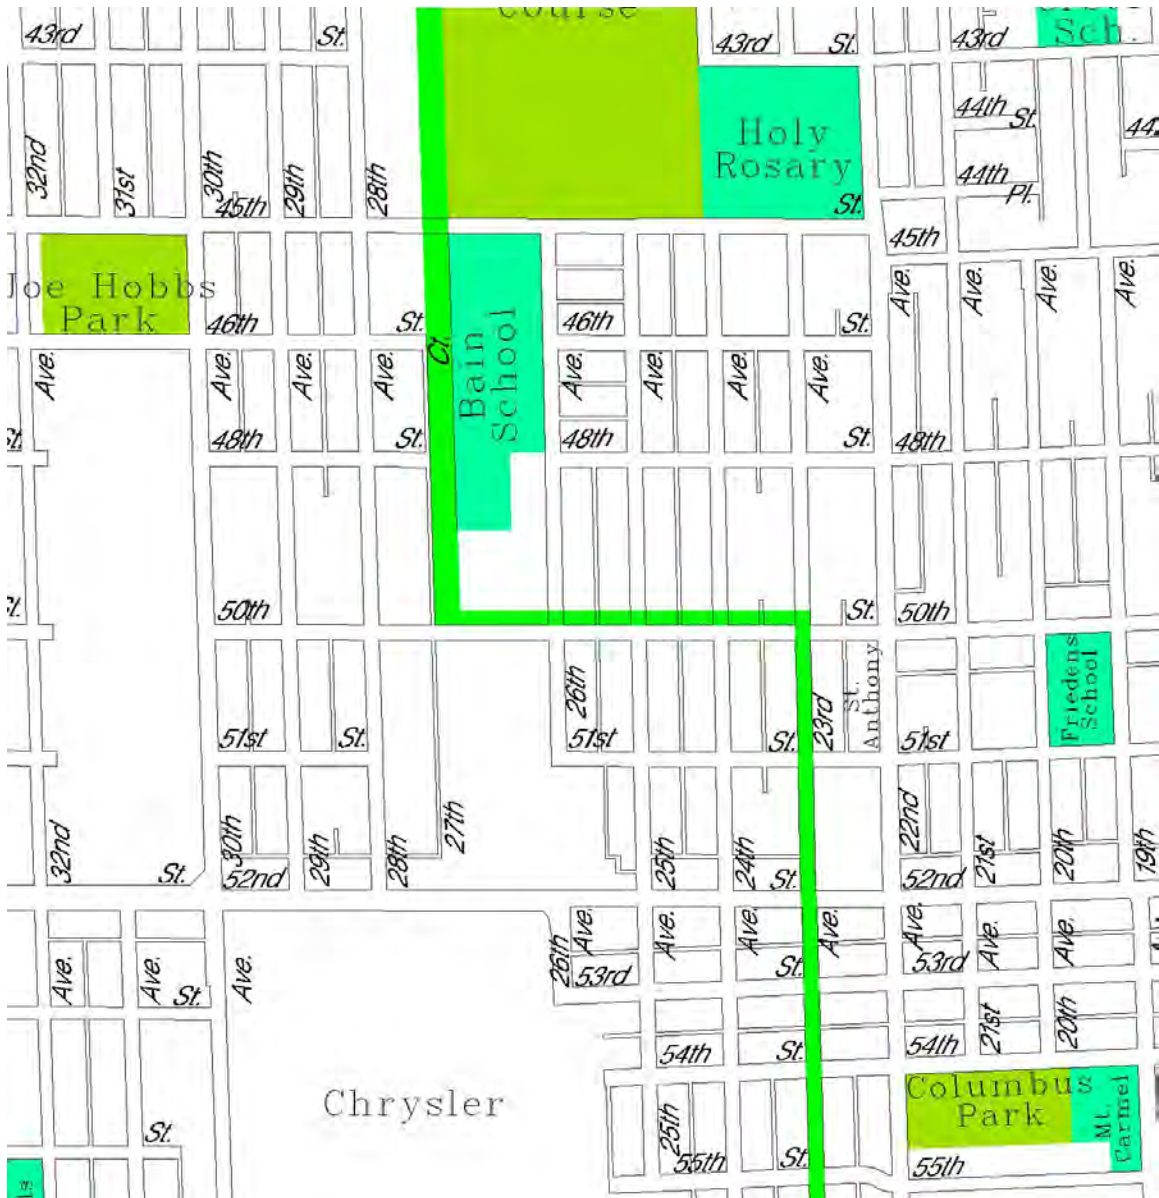 Course
43rd St. 43rd St. 43rd Sch.
Holy
Rosary
44th St.
44th Pl.
32nd 31st 30th 29th 28th
45th St.
45th
Joe Hobbs
Park
Ave. Ave. Ave. Ave.
46th St. Ct. 46th St.
Bain
School
Ave. Ave. Ave. Ave. Ave. Ave. Ave. Ave.
St. 48th St. 48th St. 48th
50th St. 50th
St.
Anthony
Friedens
School
26th 23rd
51st St. 51st St. 51st
32nd 30th 29th 28th 27th 25th 24th 22nd 21st 20th 19th
St. 52nd St. 52nd
Ave. Ave. Ave. Ave. Ave. Ave. Ave.
26th 53rd St. 53rd
Ave. Ave. St. Ave.
21st 20th
54th St. 54th
Chrysler
Columbus
Park
Mt.
Carmel
St. 25th
55th St. 55th